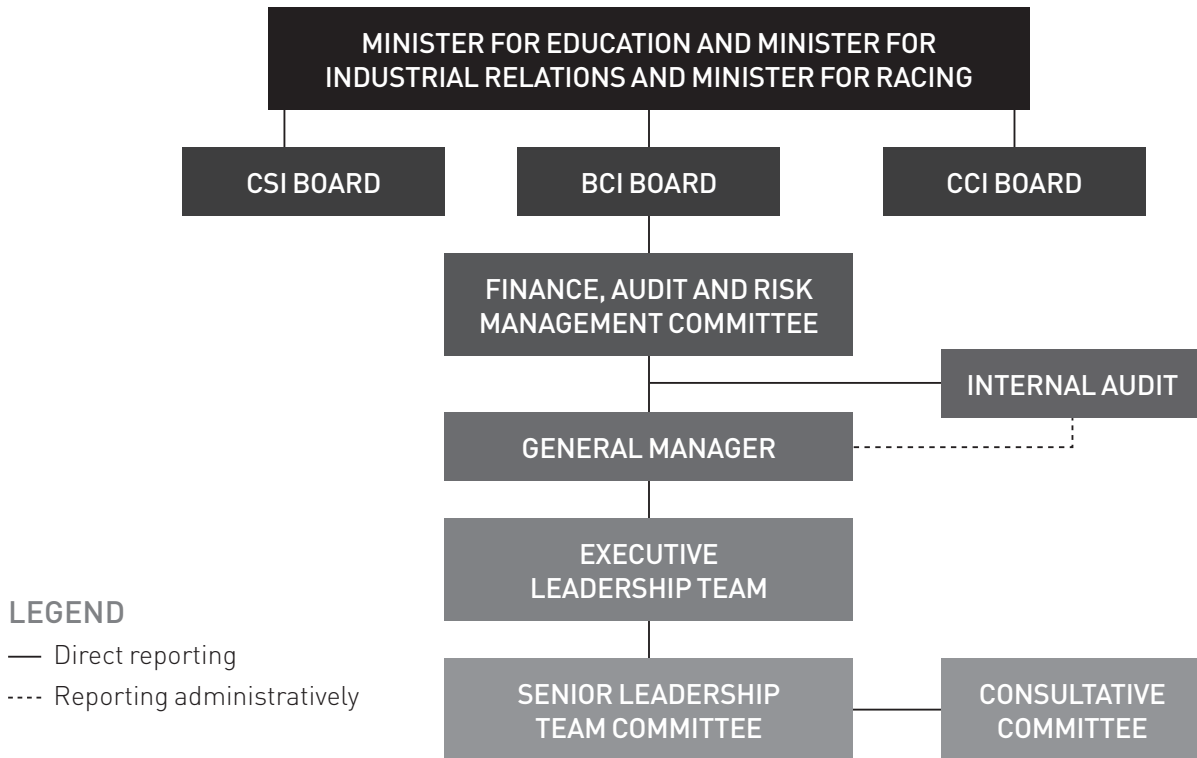 MINISTER FOR EDUCATION AND MINISTER FOR
INDUSTRIAL RELATIONS AND MINISTER FOR RACING
CSI BOARD
BCI BOARD
CCI BOARD
FINANCE, AUDIT AND RISK
MANAGEMENT COMMITTEE
INTERNAL AUDIT
GENERAL MANAGER
EXECUTIVE
LEADERSHIP TEAM
LEGEND
Direct reporting
Reporting administratively
SENIOR LEADERSHIP
TEAM COMMITTEE
CONSULTATIVE
COMMITTEE